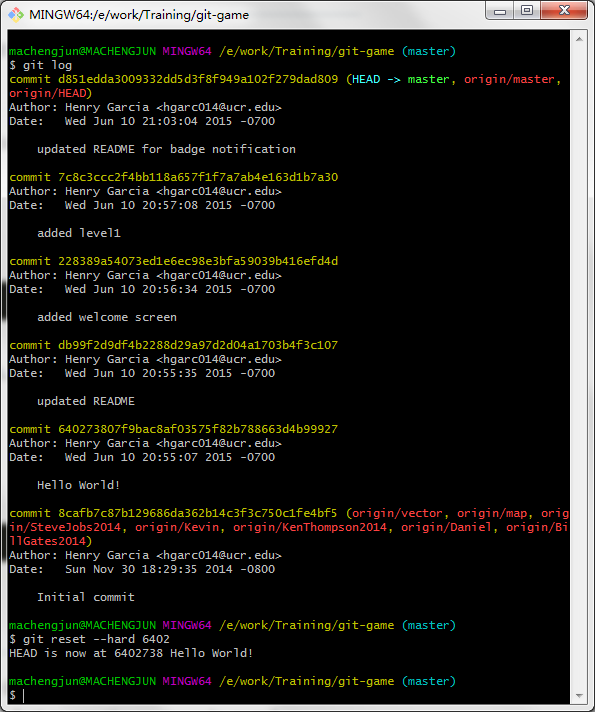 MINGW64:/e/work/Training/git-game
machengjun@MACHENGJUN MINGW64 /e/work/Training/git-game (master)
$ git log
commit d851edda3009332dd5d3f8f949a102f279dad809 (HEAD -> master, origin/master,
origin/HEAD)
Author: Henry Garcia <hgarc014@ucr.edu>
Date:   Wed Jun 10 21:03:04 2015 -0700
    updated README for badge notification
commit 7c8c3ccc2f4bb118a657f1f7a7ab4e163d1b7a30
Author: Henry Garcia <hgarc014@ucr.edu>
Date:   Wed Jun 10 20:57:08 2015 -0700
    added level1
commit 228389a54073ed1e6ec98e3bfa59039b416efd4d
Author: Henry Garcia <hgarc014@ucr.edu>
Date:   Wed Jun 10 20:56:34 2015 -0700
    added welcome screen
commit db99f2d9df4b2288d29a97d2d04a1703b4f3c107
Author: Henry Garcia <hgarc014@ucr.edu>
Date:   Wed Jun 10 20:55:35 2015 -0700
    updated README
commit 640273807f9bac8af03575f82b788663d4b99927
Author: Henry Garcia <hgarc014@ucr.edu>
Date:   Wed Jun 10 20:55:07 2015 -0700
    Hello World!
commit 8cafb7c87b129686da362b14c3f3c750c1fe4bf5 (origin/vector, origin/map, orig
in/SteveJobs2014, origin/Kevin, origin/KenThompson2014, origin/Daniel, origin/Bi
llGates2014)
Author: Henry Garcia <hgarc014@ucr.edu>
Date:   Sun Nov 30 18:29:35 2014 -0800
    Initial commit
machengjun@MACHENGJUN MINGW64 /e/work/Training/git-game (master)
$ git reset --hard 6402
HEAD is now at 6402738 Hello World!
machengjun@MACHENGJUN MINGW64 /e/work/Training/git-game (master)
$